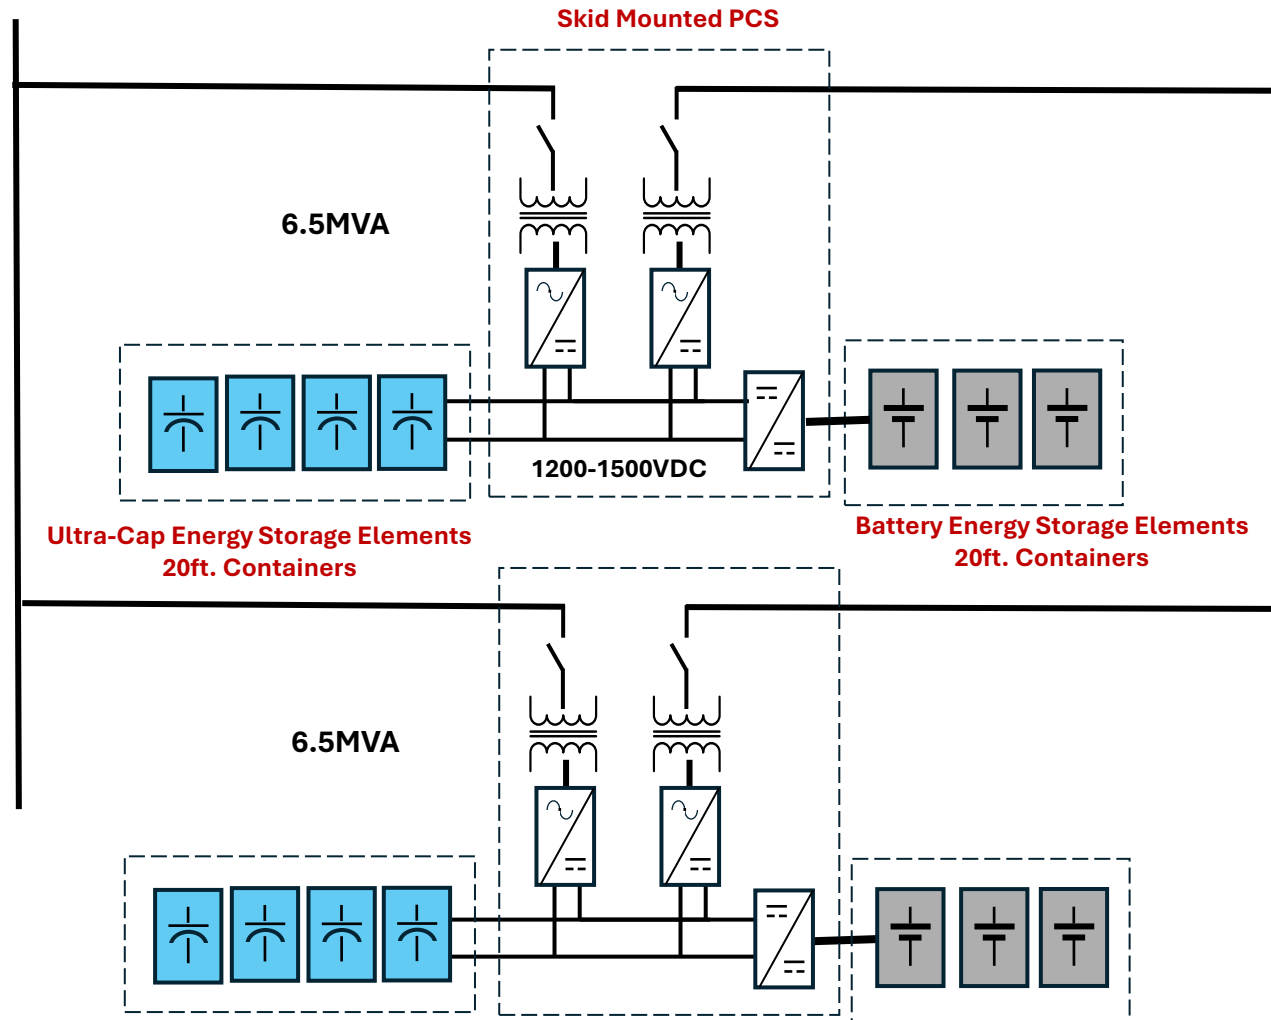 Skid Mounted PCS
6.5MVA
1200-1500VDC
Ultra-Cap Energy Storage Elements
20ft. Containers
Battery Energy Storage Elements
20ft. Containers
6.5MVA